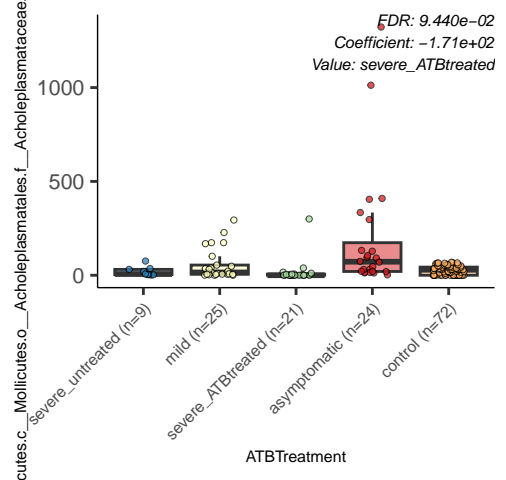 FDR: 9.440e−02
Coefficient: −1.71e+02
Value: severe_ATBtreated
cutes.c__Mollicutes.o__Acholeplasmatales.f__Acholeplasmataceae.
1000
500
0
severe_untreated (n=9)
mild (n=25)
severe_ATBtreated (n=21)
asymptomatic (n=24)
control (n=72)
ATBTreatment